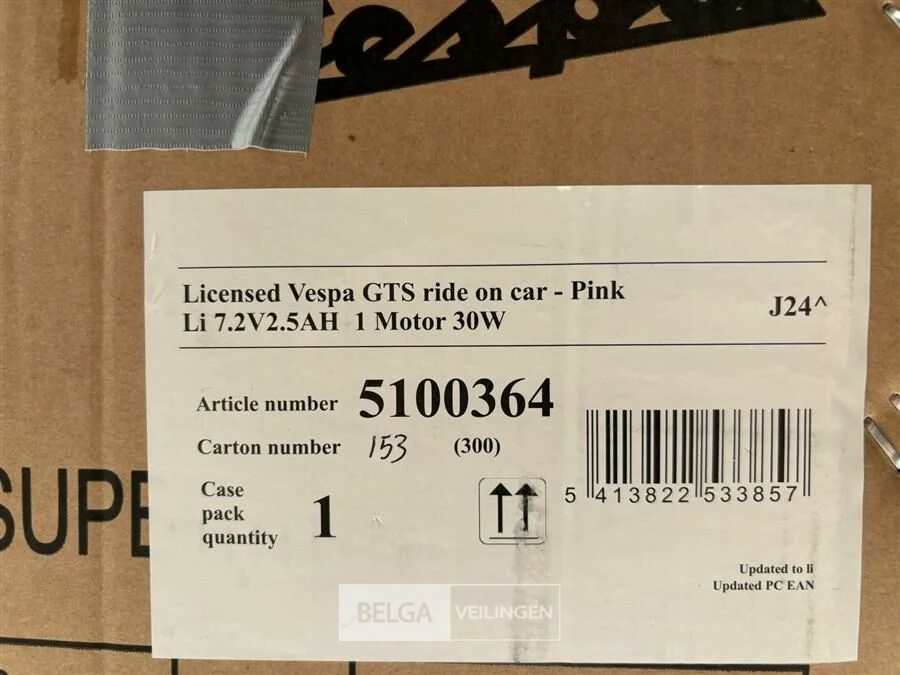 Licensed Vespa GTS ride on car - Pink
Li 7.2V2.5AH 1 Motor 30W
J24^
Article number 5100364
Carton number 153 (300)
Case
pack
quantity
1
5 413822 533857
Updated to li
Updated PC EAN
BELGA VEILINGEN